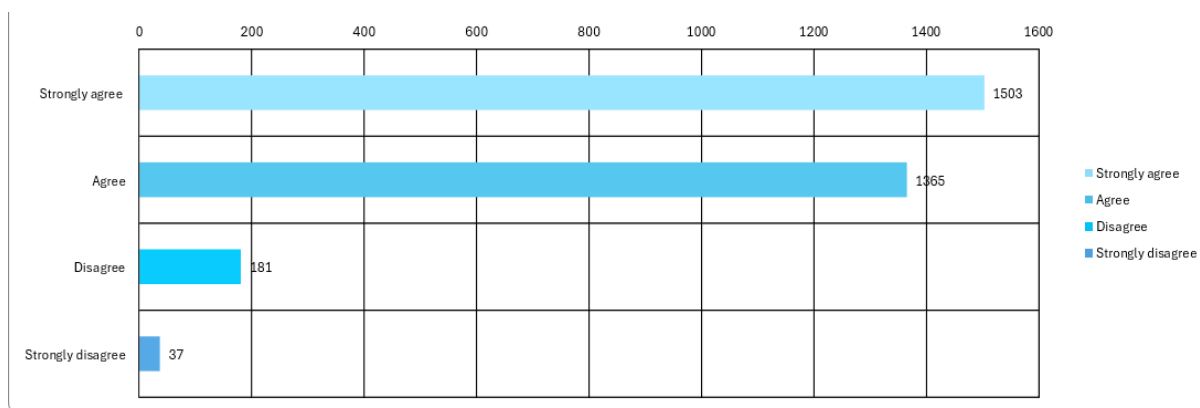 0 200 400 600 800 1000 1200 1400 1600
Strongly agree 1503
Agree 1365
Disagree 181
Strongly disagree 37
Strongly agree
Agree
Disagree
Strongly disagree